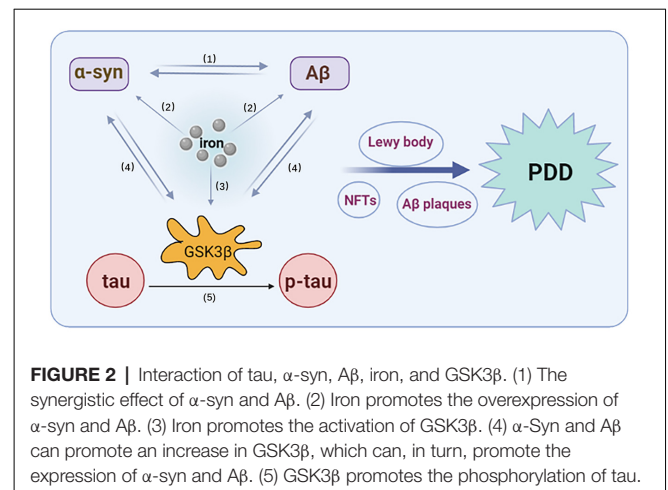 (1)
α-syn
Aβ
(2)
(2)
iron
(4)
(4)
(3)
Lewy body
PDD
NFTs
Aβ plaques
GSK3β
tau
p-tau
(5)
FIGURE 2 | Interaction of tau, α-syn, Aβ, iron, and GSK3β. (1) The
synergistic effect of α-syn and Aβ. (2) Iron promotes the overexpression of
α-syn and Aβ. (3) Iron promotes the activation of GSK3β. (4) α-Syn and Aβ
can promote an increase in GSK3β, which can, in turn, promote the
expression of α-syn and Aβ. (5) GSK3β promotes the phosphorylation of tau.